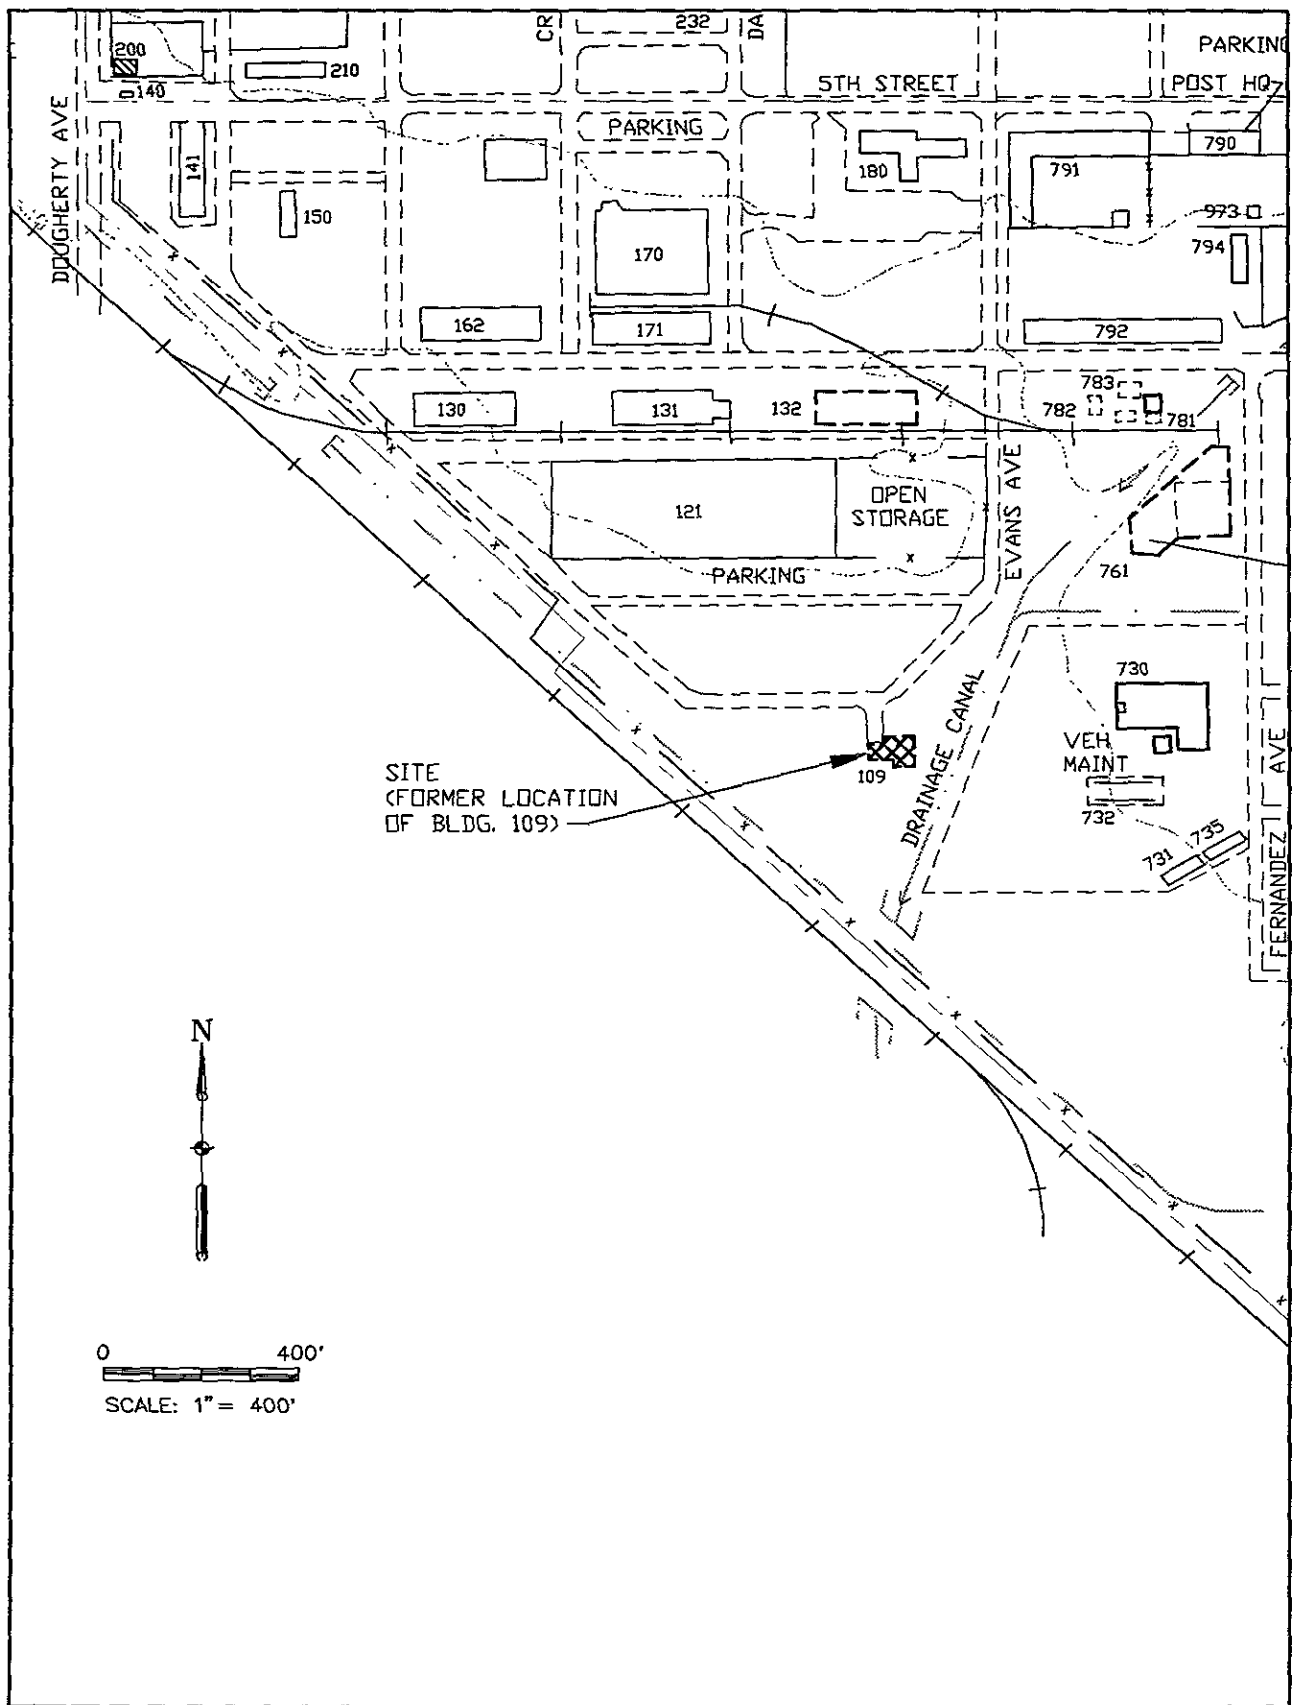 CR
232
DA
PARKING
200
210
140
5TH STREET
POST HQ
DOUGHERTY AVE
PARKING
790
141
180
791
150
973
794
170
162
171
792
130
131
132
783
782
781
121
OPEN
STORAGE
EVANS AVE
PARKING
761
730
DRAINAGE CANAL
VEH
MAINT
FERNANDEZ AVE
SITE
(FORMER LOCATION
OF BLDG. 109)
109
732
731
735
N
0 400'
SCALE: 1" = 400'